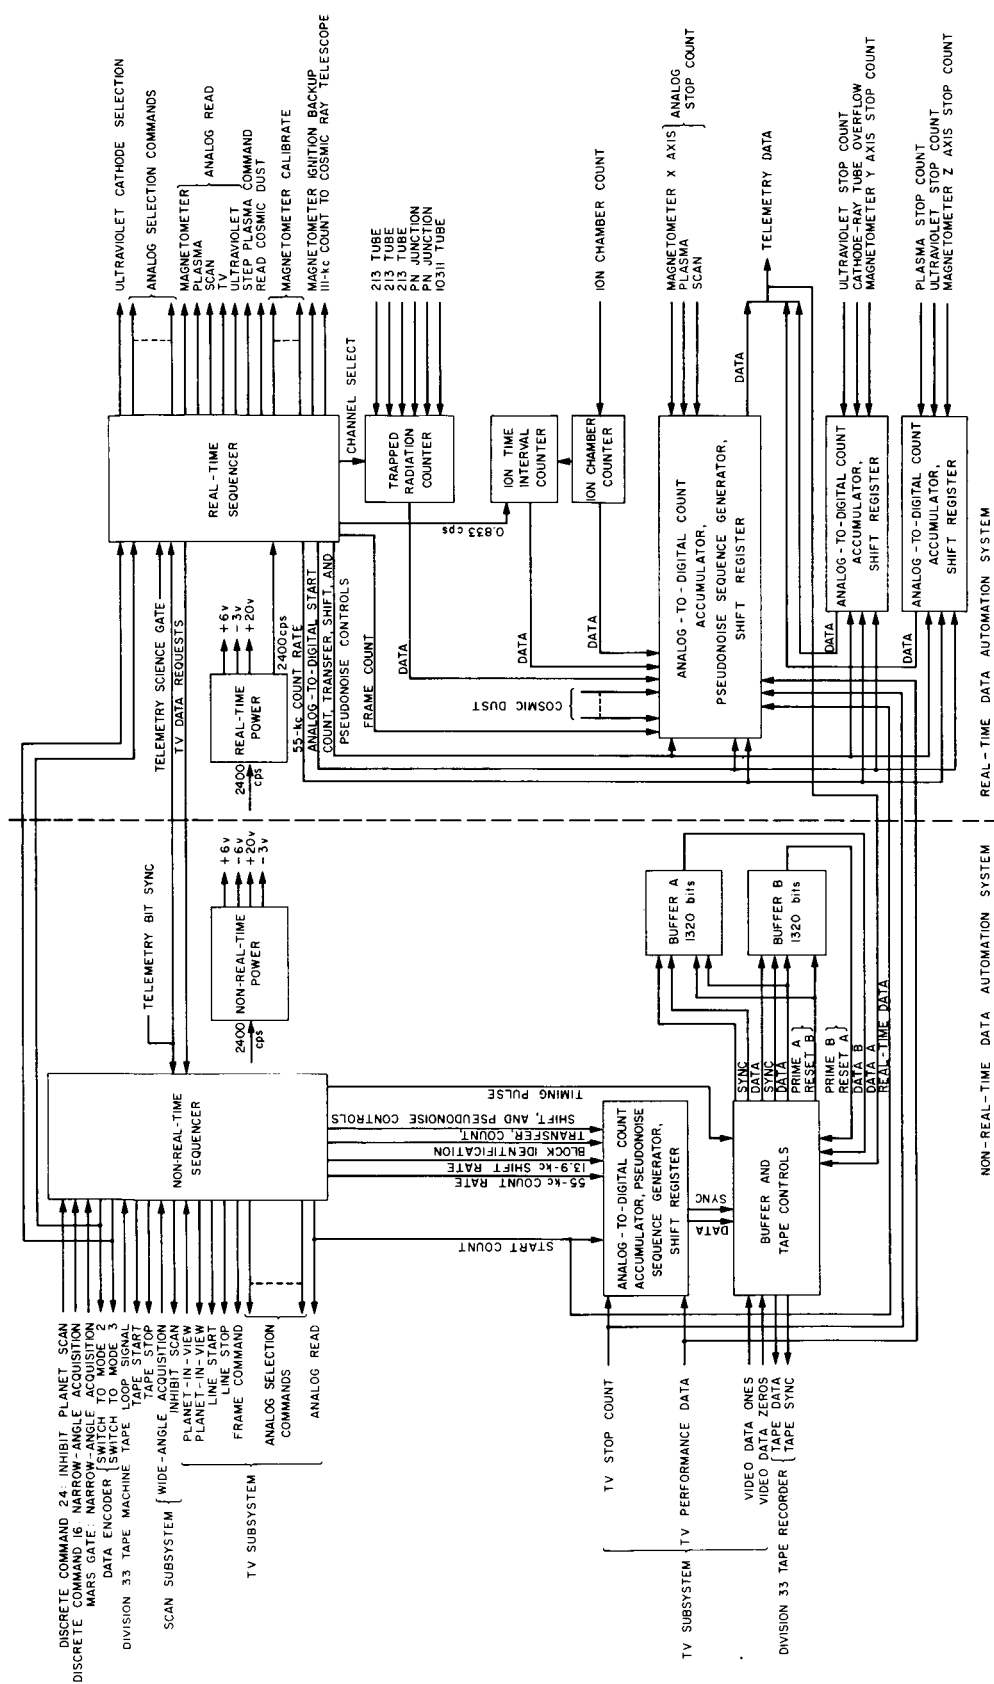 DISCRETE COMMAND 24: INHIBIT PLANET SCAN
DISCRETE COMMAND 16: NARROW-ANGLE ACQUISITION
MARS GATE: NARROW-ANGLE ACQUISITION
DATA ENCODER { SWITCH TO MODE 2
SWITCH TO MODE 3
DIVISION 33 TAPE MACHINE TAPE LOOP SIGNAL
TAPE START
TAPE STOP
SCAN SUBSYSTEM { WIDE-ANGLE ACQUISITION
INHIBIT SCAN
PLANET-IN-VIEW
PLANET-IN-VIEW
LINE START
LINE STOP
FRAME COMMAND
ANALOG SELECTION
COMMANDS
ANALOG READ
TV SUBSYSTEM
NON-REAL-TIME
SEQUENCER
TELEMETRY BIT SYNC
2400
cps
NON-REAL-TIME
POWER
+6v
-6v
+20v
-3v
TELEMETRY SCIENCE GATE
TV DATA REQUESTS
2400
cps
REAL-TIME
POWER
+6v
-3v
+20v
2400cps
REAL-TIME
SEQUENCER
ULTRAVIOLET CATHODE SELECTION
ANALOG SELECTION COMMANDS
MAGNETOMETER
PLASMA
SCAN
TV
ULTRAVIOLET
ANALOG READ
STEP PLASMA COMMAND
READ COSMIC DUST
MAGNETOMETER CALIBRATE
MAGNETOMETER IGNITION BACKUP
111-kc COUNT TO COSMIC RAY TELESCOPE
55-kc COUNT RATE
ANALOG-TO-DIGITAL START
COUNT, TRANSFER, SHIFT, AND
PSEUDONOISE CONTROLS
FRAME COUNT
CHANNEL SELECT
213 TUBE
213 TUBE
213 TUBE
PN JUNCTION
PN JUNCTION
10311 TUBE
TRAPPED
RADIATION
COUNTER
DATA
0.833 cps
ION TIME
INTERVAL
COUNTER
DATA
ION CHAMBER
COUNTER
ION CHAMBER COUNT
DATA
COSMIC DUST
MAGNETOMETER X AXIS
PLASMA
SCAN
ANALOG
STOP COUNT
ANALOG-TO-DIGITAL COUNT
ACCUMULATOR,
PSEUDONOISE SEQUENCE GENERATOR,
SHIFT REGISTER
DATA
TELEMETRY DATA
ULTRAVIOLET STOP COUNT
CATHODE-RAY TUBE OVERFLOW
MAGNETOMETER Y AXIS STOP COUNT
ANALOG-TO-DIGITAL COUNT
ACCUMULATOR,
SHIFT REGISTER
DATA
PLASMA STOP COUNT
ULTRAVIOLET STOP COUNT
MAGNETOMETER Z AXIS STOP COUNT
ANALOG-TO-DIGITAL COUNT
ACCUMULATOR,
SHIFT REGISTER
DATA
TIMING PULSE
SHIFT, AND PSEUDONOISE CONTROLS
TRANSFER, COUNT,
BLOCK IDENTIFICATION
13.9-kc SHIFT RATE
55-kc COUNT RATE
START COUNT
TV STOP COUNT
TV SUBSYSTEM
TV PERFORMANCE DATA
VIDEO DATA ONES
VIDEO DATA ZEROS
DIVISION 33 TAPE RECORDER { TAPE DATA
TAPE SYNC
ANALOG-TO-DIGITAL COUNT
ACCUMULATOR, PSEUDONOISE
SEQUENCE GENERATOR,
SHIFT REGISTER
SYNC
DATA
BUFFER AND
TAPE CONTROLS
SYNC
DATA
SYNC
DATA
PRIME A }
RESET B }
PRIME B }
RESET A }
DATA B
DATA A
REAL-TIME DATA
BUFFER A
1320 bits
BUFFER B
1320 bits
NON-REAL-TIME DATA AUTOMATION SYSTEM
REAL-TIME DATA AUTOMATION SYSTEM